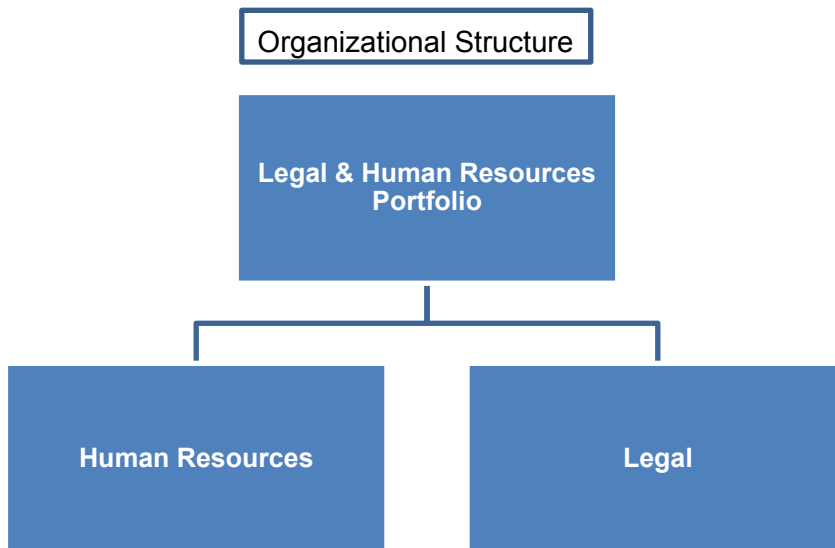 Organizational Structure
Legal & Human Resources
Portfolio
Human Resources
Legal